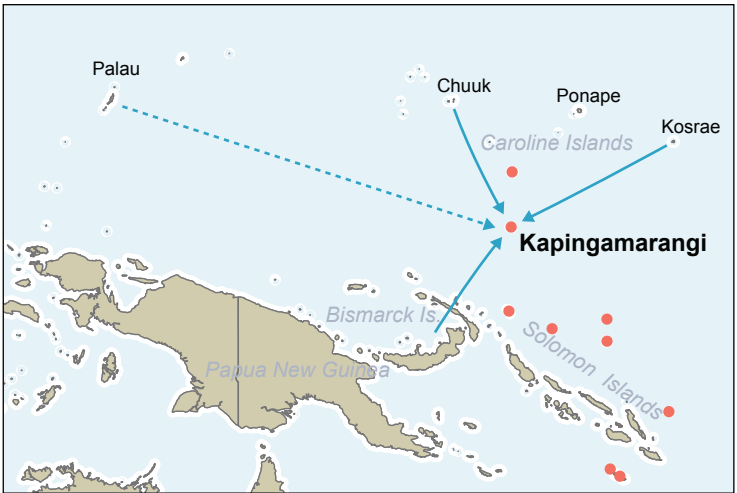 Palau
Chuuk
Ponape
Kosrae
Caroline Islands
Kapingamarangi
Bismarck Is.
Solomon Islands
Papua New Guinea